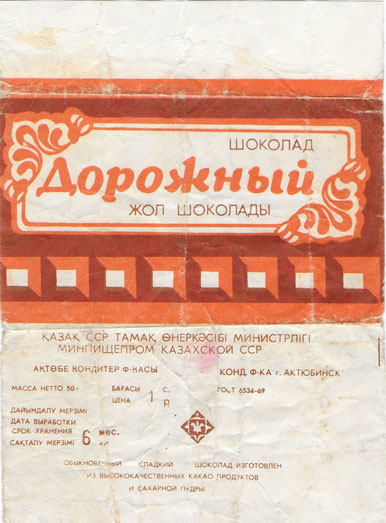 ШОКОЛАД
Дорожный
ЖОЛ ШОКОЛАДЫ
ҚАЗАҚ ССР ТАМАҚ ӨНЕРКӘСІБІ МИНИСТРЛІГІ
МИНПИЩЕПРОМ КАЗАХСКОЙ ССР
АҚТӨБЕ КОНДИТЕР Ф-КАСЫ КОНД. Ф-КА г. АКТЮБИНСК
МАССА НЕТТО 50 г БАҒАСЫ ЦЕНА 1 С. Р. ГОСТ 6534-69
ДАЙЫНДАЛУ МЕРЗІМІ
ДАТА ВЫРАБОТКИ
СРОК ХРАНЕНИЯ 6 мес.
САҚТАЛУ МЕРЗІМІ АЙ
ОБЫКНОВЕННЫЙ СЛАДКИЙ ШОКОЛАД ИЗГОТОВЛЕН
ИЗ ВЫСОКОКАЧЕСТВЕННЫХ КАКАО ПРОДУКТОВ
И САХАРНОЙ ПУДРЫ.